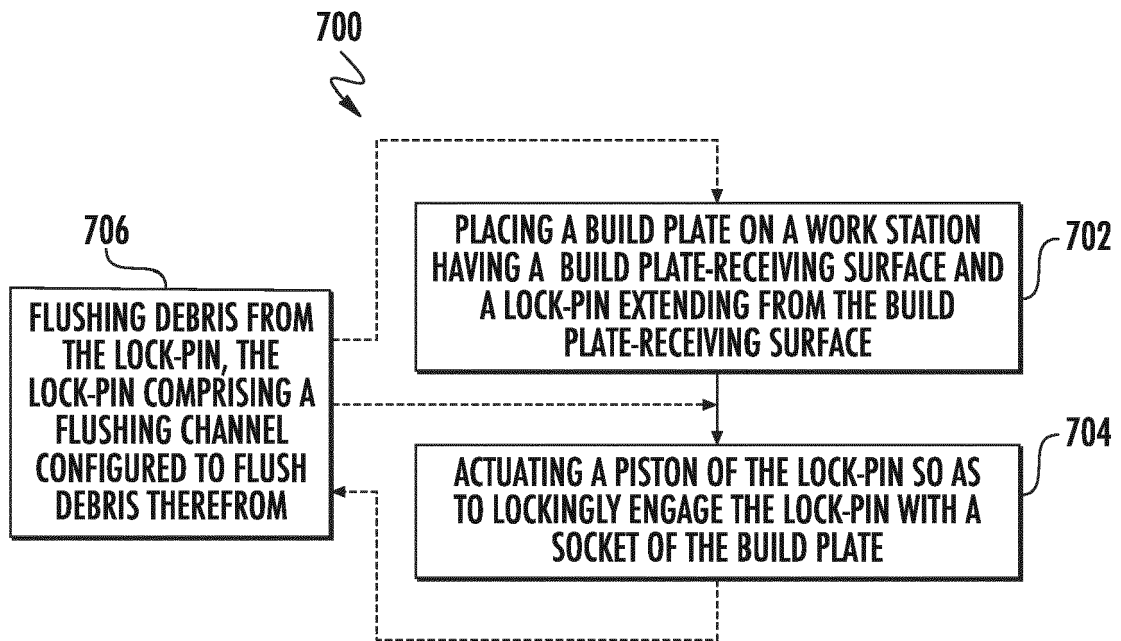 700
706
FLUSHING DEBRIS FROM
THE LOCK-PIN, THE
LOCK-PIN COMPRISING A
FLUSHING CHANNEL
CONFIGURED TO FLUSH
DEBRIS THEREFROM
PLACING A BUILD PLATE ON A WORK STATION
HAVING A BUILD PLATE-RECEIVING SURFACE AND
A LOCK-PIN EXTENDING FROM THE BUILD
PLATE-RECEIVING SURFACE
702
ACTUATING A PISTON OF THE LOCK-PIN SO AS
TO LOCKINGLY ENGAGE THE LOCK-PIN WITH A
SOCKET OF THE BUILD PLATE
704